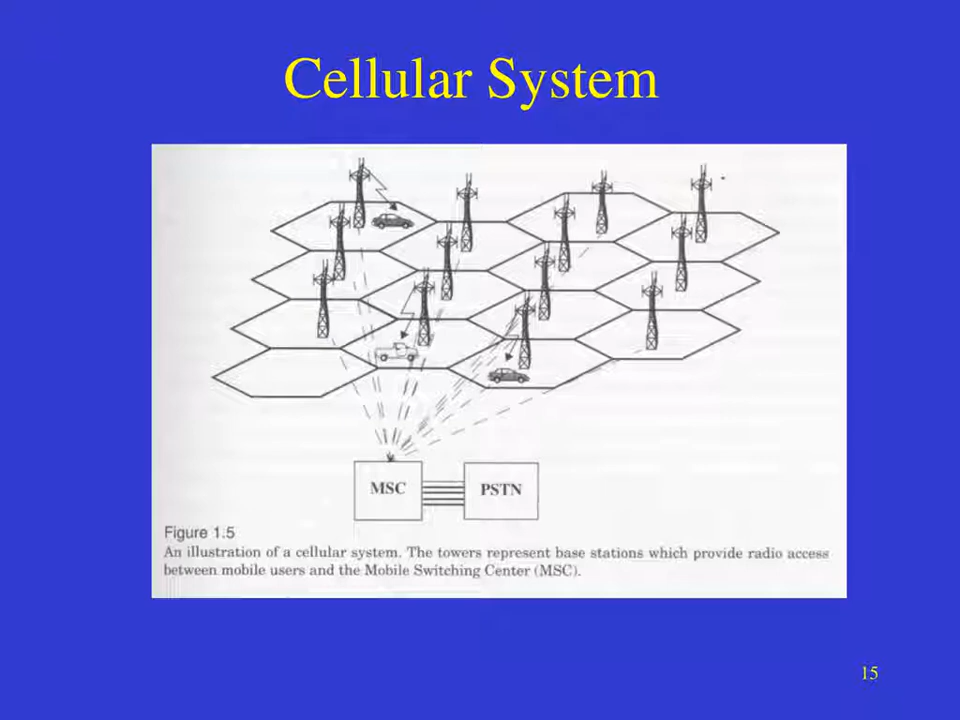 Cellular System
MSC
PSTN
Figure 1.5
An illustration of a cellular system. The towers represent base stations which provide radio access
between mobile users and the Mobile Switching Center (MSC).
15